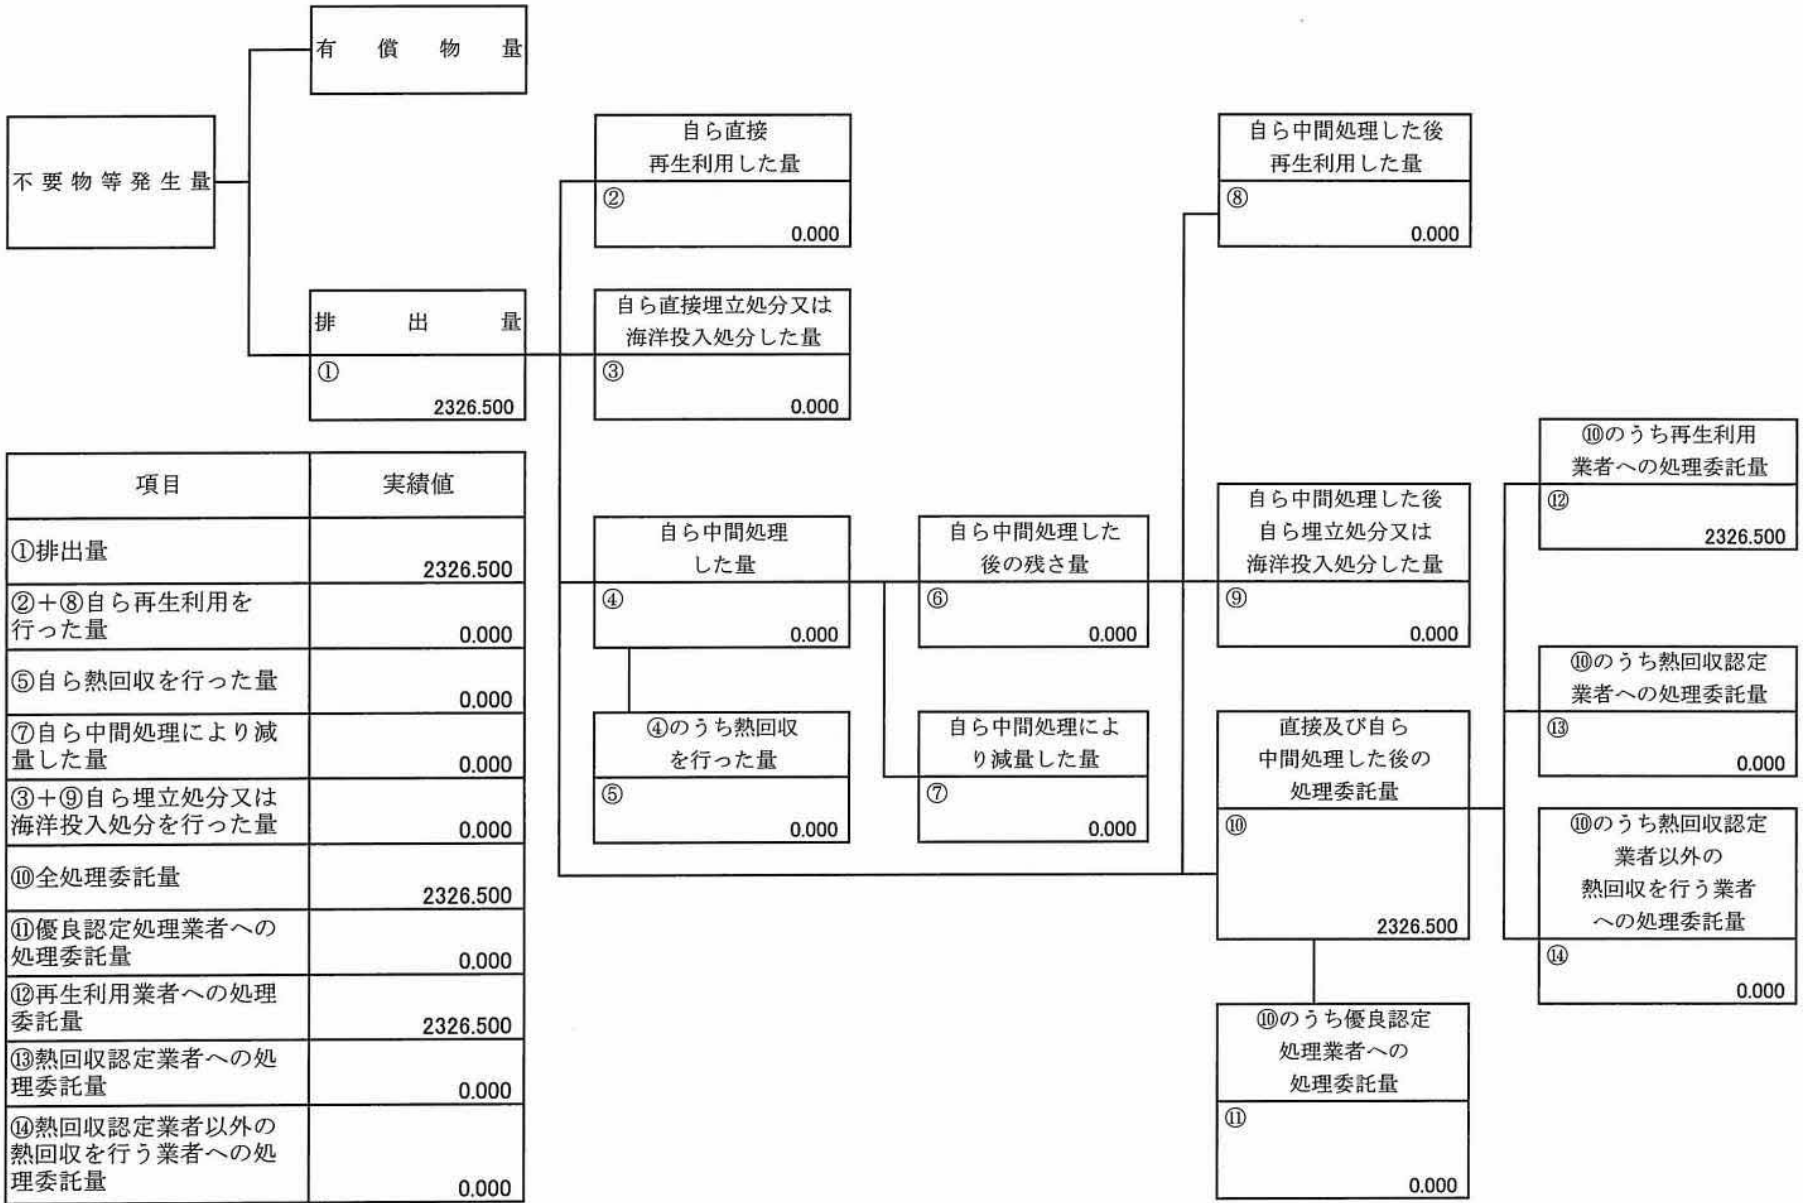 有償物量
不要物等発生量
排出量
①
2326.500
自ら直接
再生利用した量
②
0.000
自ら直接埋立処分又は
海洋投入処分した量
③
0.000
自ら中間処理
した量
④
0.000
④のうち熱回収
を行った量
⑤
0.000
自ら中間処理した
後の残さ量
⑥
0.000
自ら中間処理によ
り減量した量
⑦
0.000
自ら中間処理した後
再生利用した量
⑧
0.000
自ら中間処理した後
自ら埋立処分又は
海洋投入処分した量
⑨
0.000
直接及び自ら
中間処理した後の
処理委託量
⑩
2326.500
⑩のうち優良認定
処理業者への
処理委託量
⑪
0.000
⑩のうち再生利用
業者への処理委託量
⑫
2326.500
⑩のうち熱回収認定
業者への処理委託量
⑬
0.000
⑩のうち熱回収認定
業者以外の
熱回収を行う業者
への処理委託量
⑭
0.000
項目 実績値
①排出量 2326.500
②＋⑧自ら再生利用を
行った量 0.000
⑤自ら熱回収を行った量 0.000
⑦自ら中間処理により減
量した量 0.000
③＋⑨自ら埋立処分又は
海洋投入処分を行った量 0.000
⑩全処理委託量 2326.500
⑪優良認定処理業者への
処理委託量 0.000
⑫再生利用業者への処理
委託量 2326.500
⑬熱回収認定業者への処
理委託量 0.000
⑭熱回収認定業者以外の
熱回収を行う業者への処
理委託量 0.000